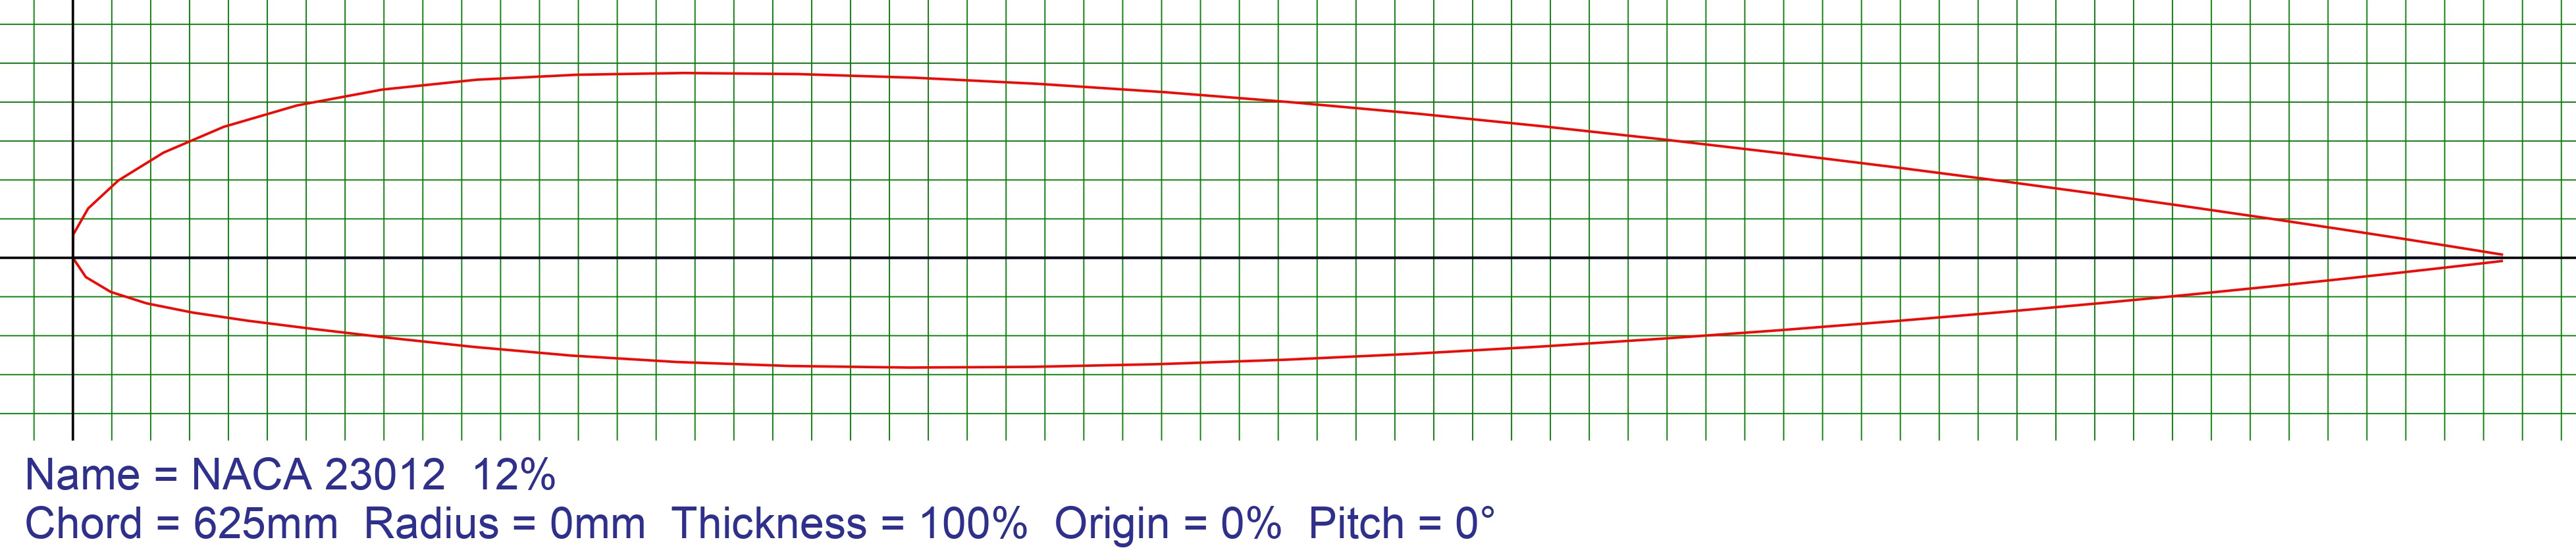 Name = NACA 23012  12%
Chord = 625mm  Radius = 0mm  Thickness = 100%  Origin = 0%  Pitch = 0°